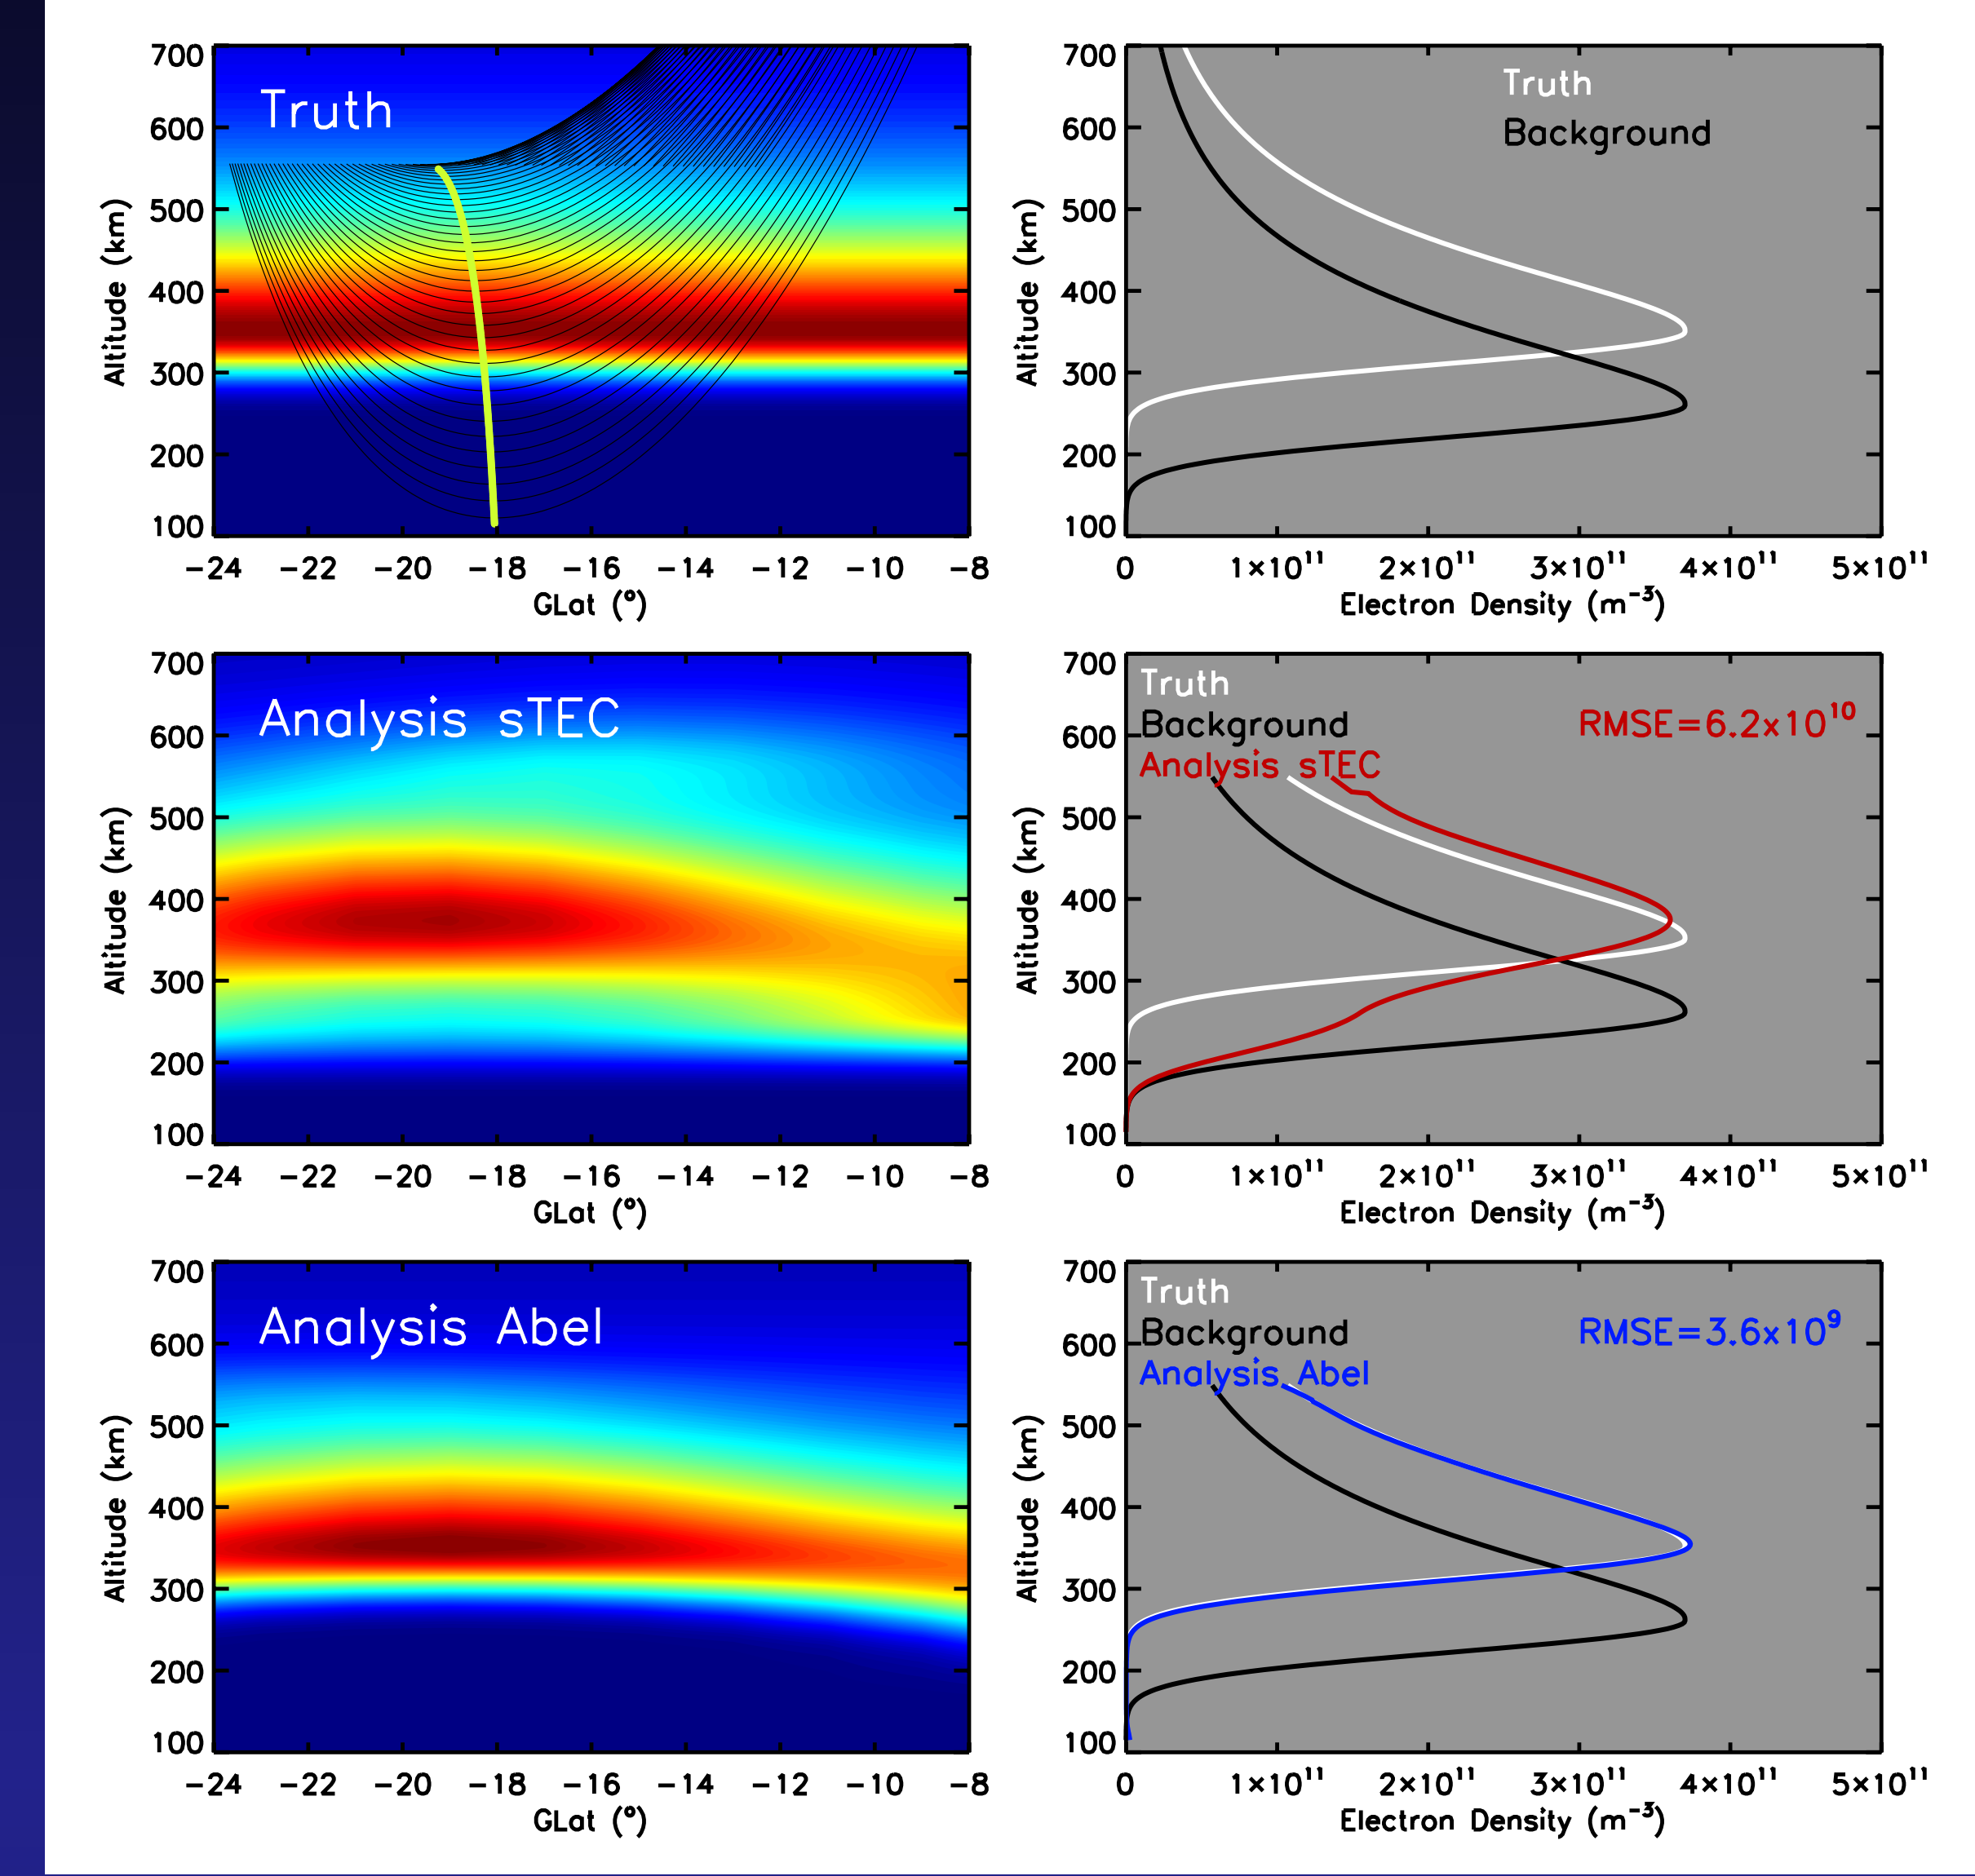 700
600
500
400
300
200
100
Altitude (km)
Truth
-24 -22 -20 -18 -16 -14 -12 -10 -8
GLat (°)
700
600
500
400
300
200
100
Altitude (km)
Truth
Background
0 1×10¹¹ 2×10¹¹ 3×10¹¹ 4×10¹¹ 5×10¹¹
Electron Density (m⁻³)
700
600
500
400
300
200
100
Altitude (km)
Analysis sTEC
-24 -22 -20 -18 -16 -14 -12 -10 -8
GLat (°)
700
600
500
400
300
200
100
Altitude (km)
Truth
Background
Analysis sTEC
RMSE=6.2x10¹⁰
0 1×10¹¹ 2×10¹¹ 3×10¹¹ 4×10¹¹ 5×10¹¹
Electron Density (m⁻³)
700
600
500
400
300
200
100
Altitude (km)
Analysis Abel
-24 -22 -20 -18 -16 -14 -12 -10 -8
GLat (°)
700
600
500
400
300
200
100
Altitude (km)
Truth
Background
Analysis Abel
RMSE=3.6x10⁹
0 1×10¹¹ 2×10¹¹ 3×10¹¹ 4×10¹¹ 5×10¹¹
Electron Density (m⁻³)